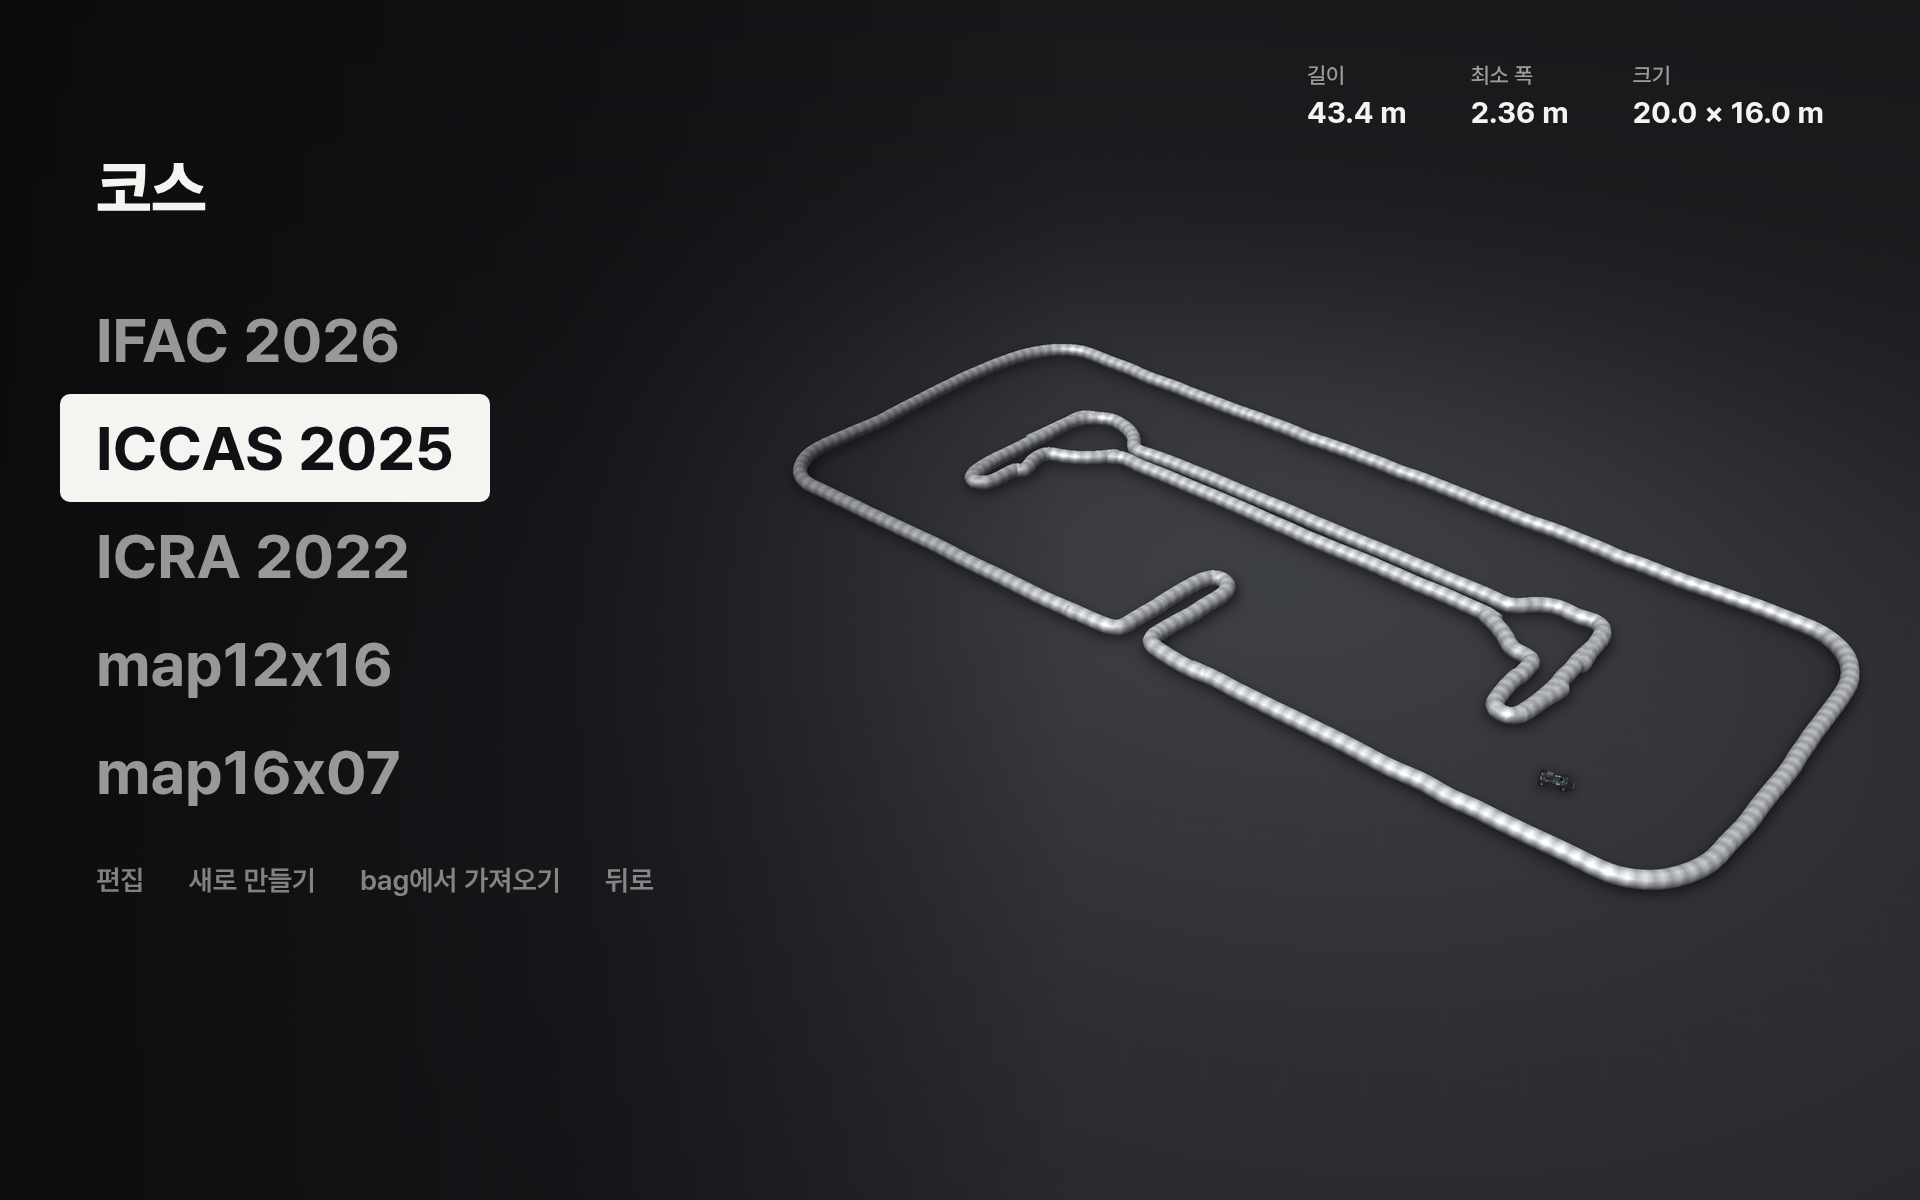 길이 최소 폭 크기
43.4 m 2.36 m 20.0 × 16.0 m
코스
IFAC 2026
ICCAS 2025
ICRA 2022
map12x16
map16x07
편집 새로 만들기 bag에서 가져오기 뒤로